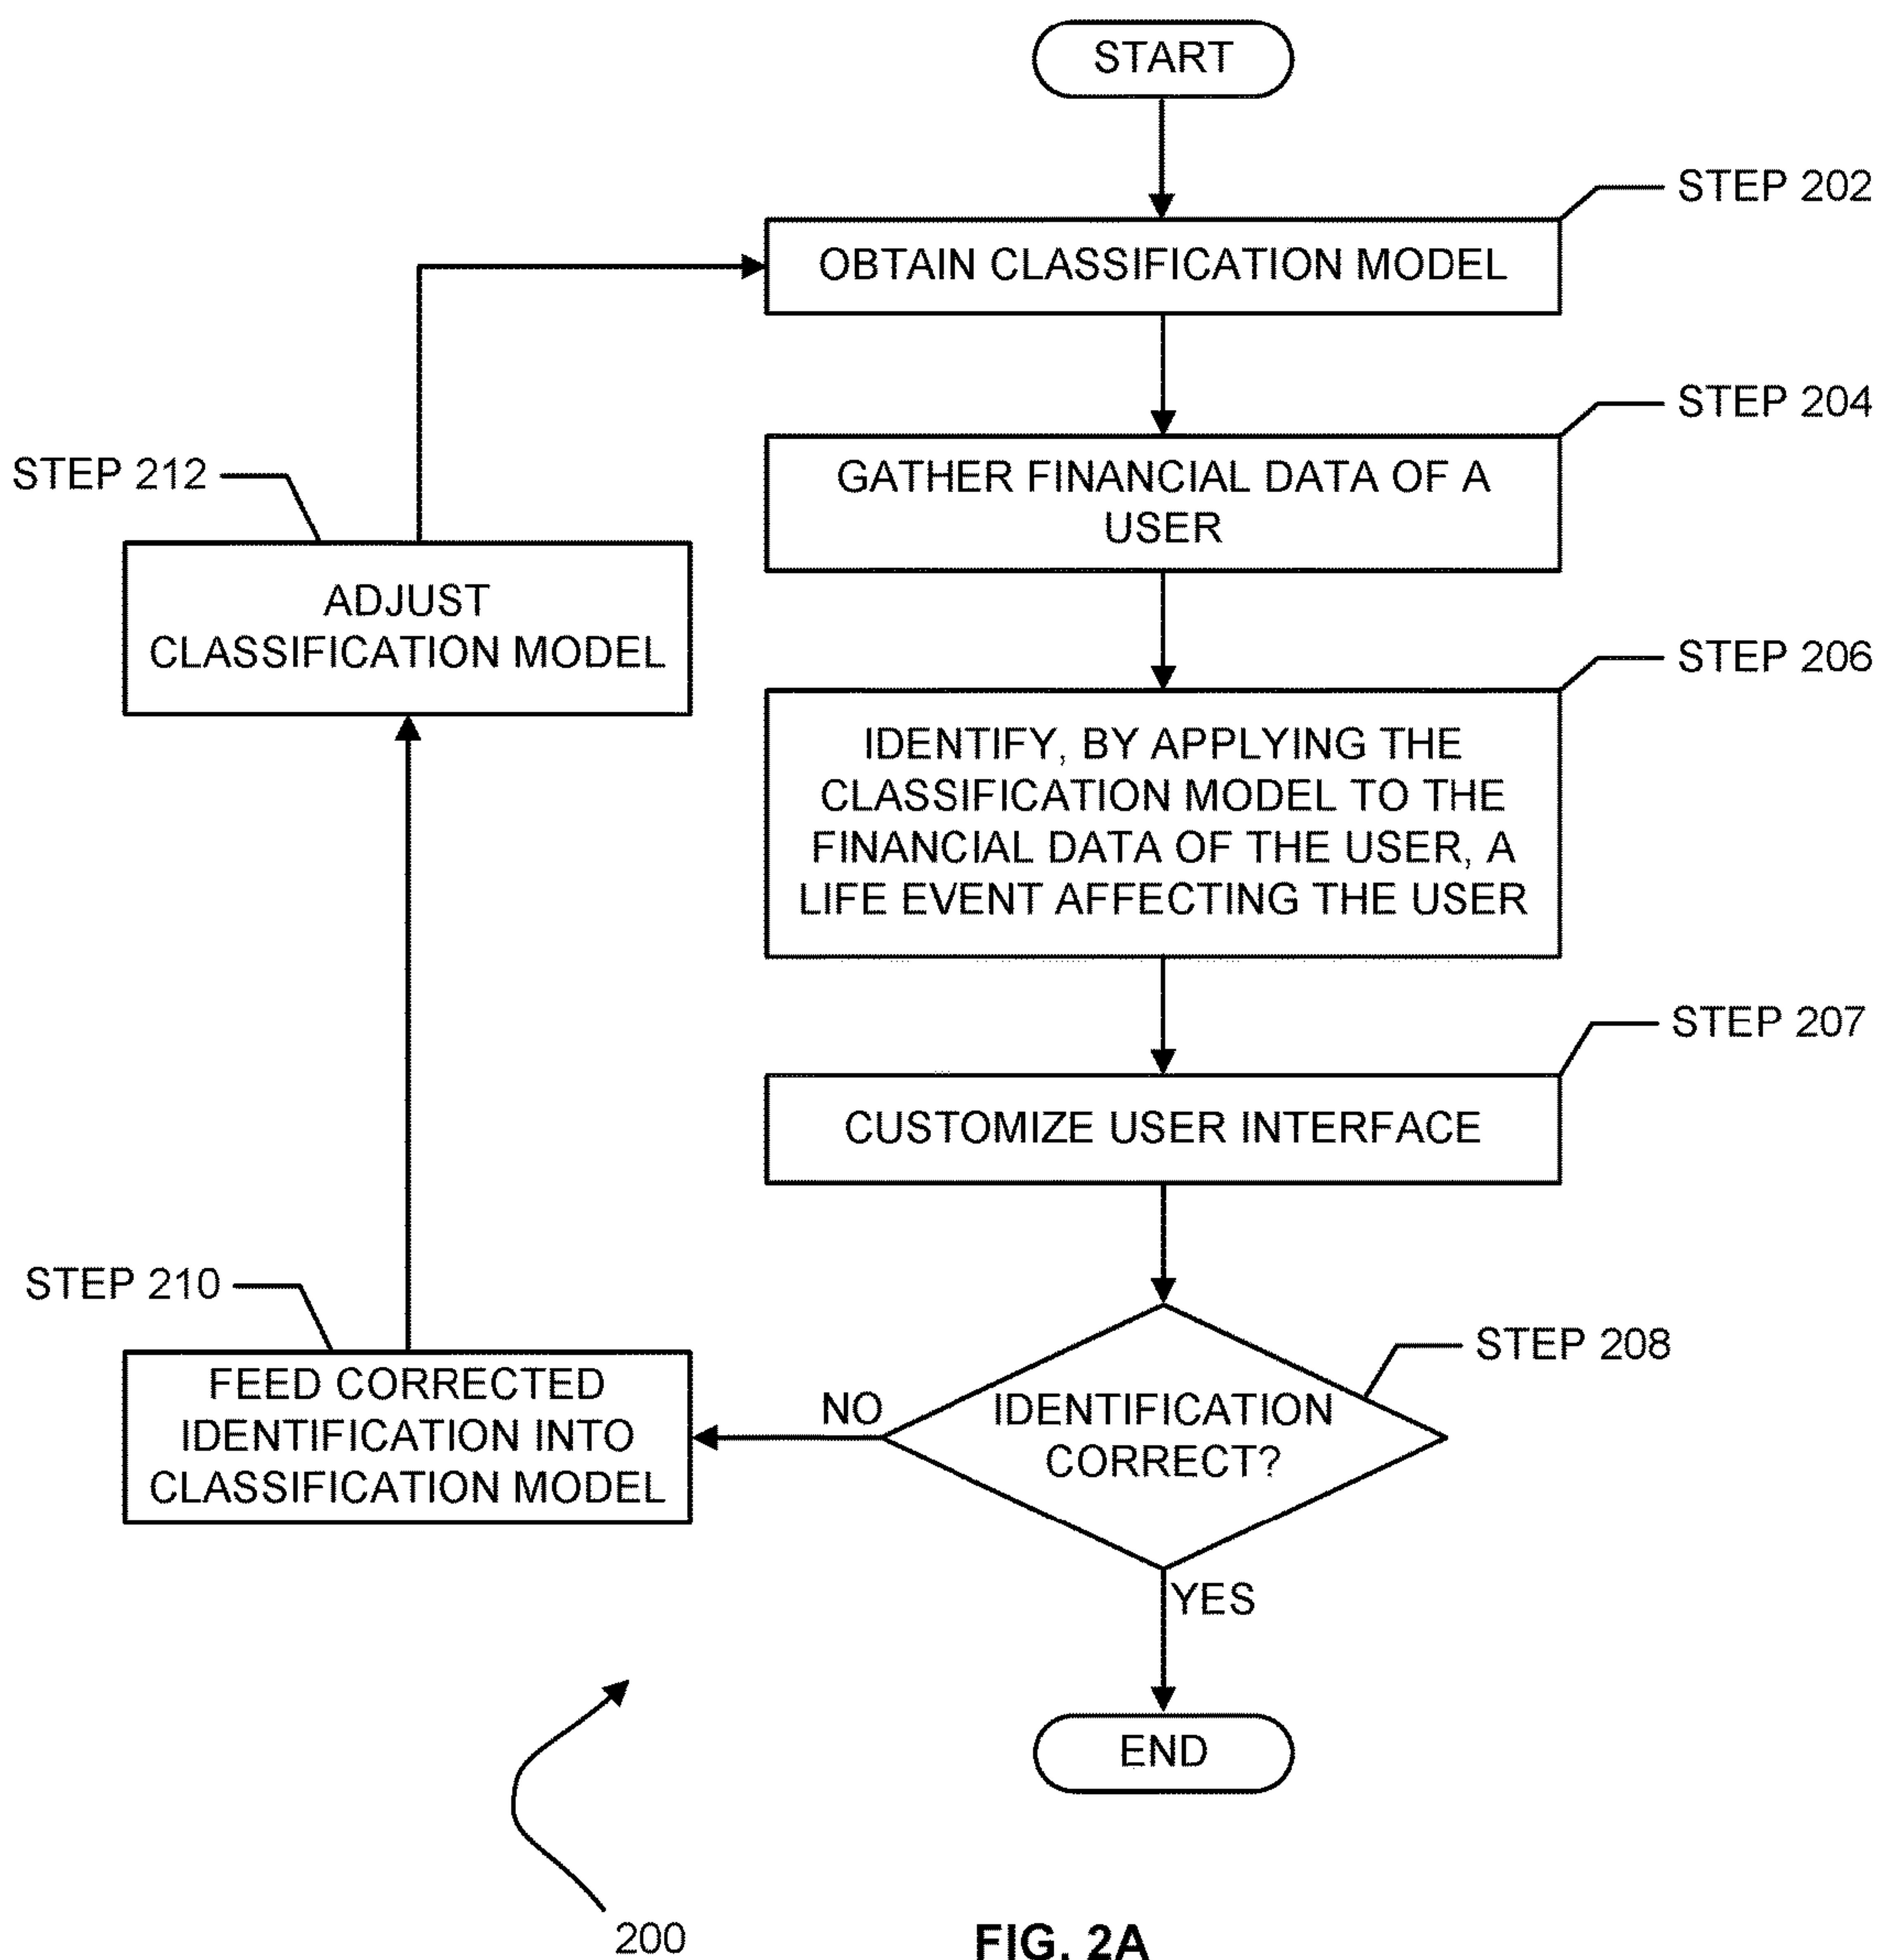 START
STEP 202
OBTAIN CLASSIFICATION MODEL
STEP 204
GATHER FINANCIAL DATA OF A
USER
STEP 212
ADJUST
CLASSIFICATION MODEL
STEP 206
IDENTIFY, BY APPLYING THE
CLASSIFICATION MODEL TO THE
FINANCIAL DATA OF THE USER, A
LIFE EVENT AFFECTING THE USER
STEP 207
CUSTOMIZE USER INTERFACE
STEP 208
IDENTIFICATION
CORRECT?
NO
STEP 210
FEED CORRECTED
IDENTIFICATION INTO
CLASSIFICATION MODEL
YES
END
200
FIG. 2A